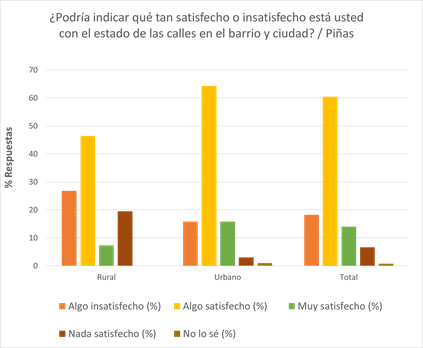 ¿Podría indicar qué tan satisfecho o insatisfecho está usted
con el estado de las calles en el barrio y ciudad? / Piñas
% Respuestas
70
60
50
40
30
20
10
0
Rural
Urbano
Total
Algo insatisfecho (%)
Algo satisfecho (%)
Muy satisfecho (%)
Nada satisfecho (%)
No lo sé (%)